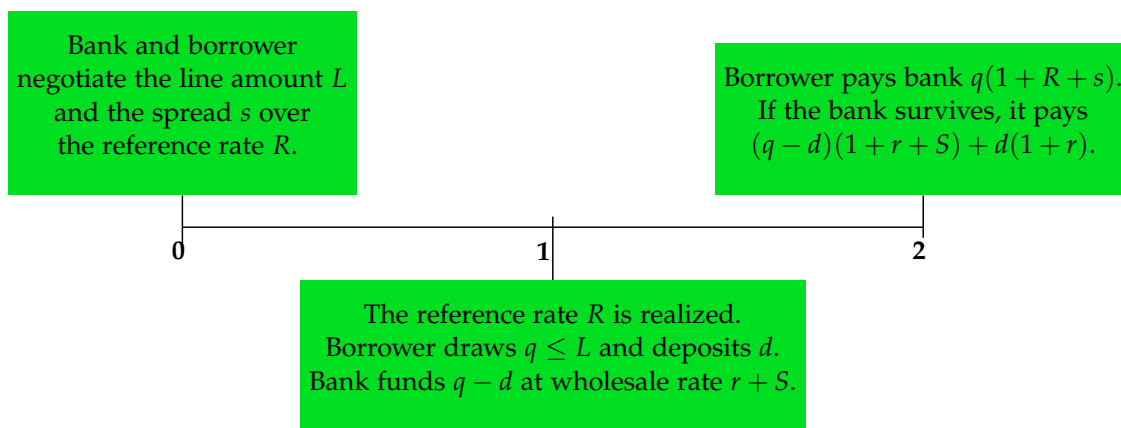 Bank and borrower
negotiate the line amount L
and the spread s over
the reference rate R.
Borrower pays bank q(1 + R + s).
If the bank survives, it pays
(q − d)(1 + r + S) + d(1 + r).
0
1
2
The reference rate R is realized.
Borrower draws q ≤ L and deposits d.
Bank funds q − d at wholesale rate r + S.